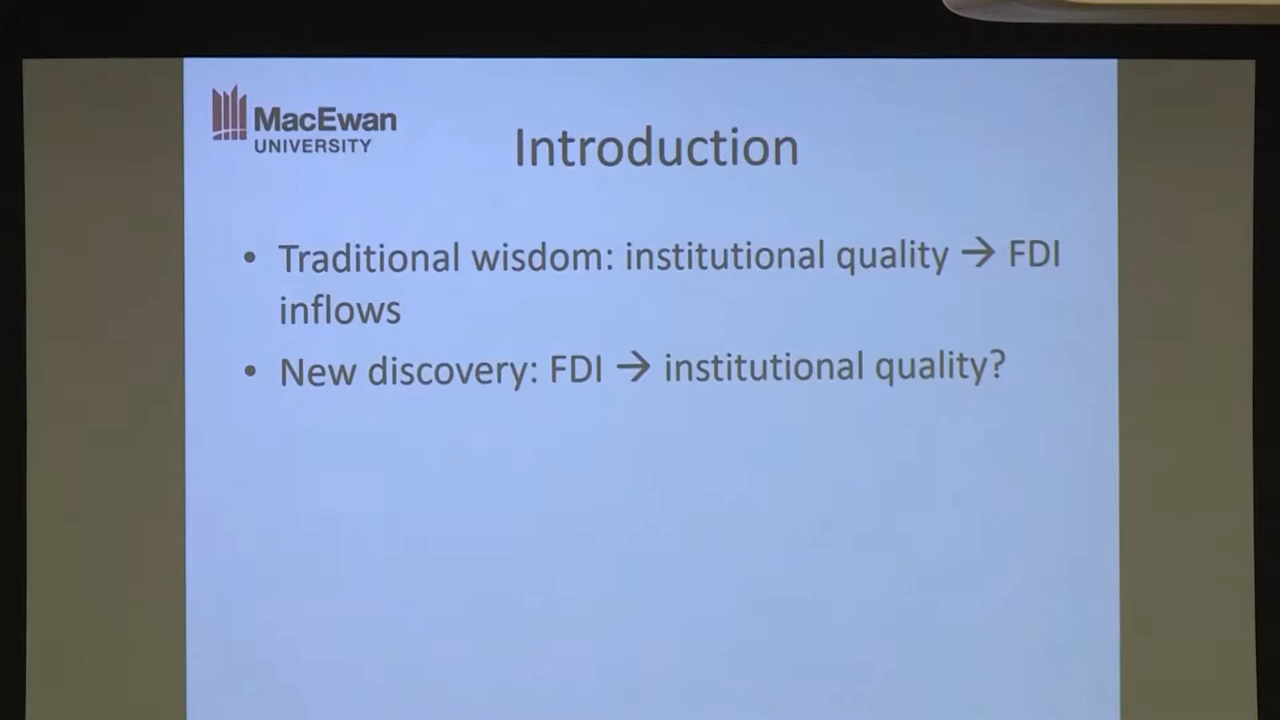 MacEwan
UNIVERSITY
Introduction
• Traditional wisdom: institutional quality → FDI
inflows
• New discovery: FDI → institutional quality?